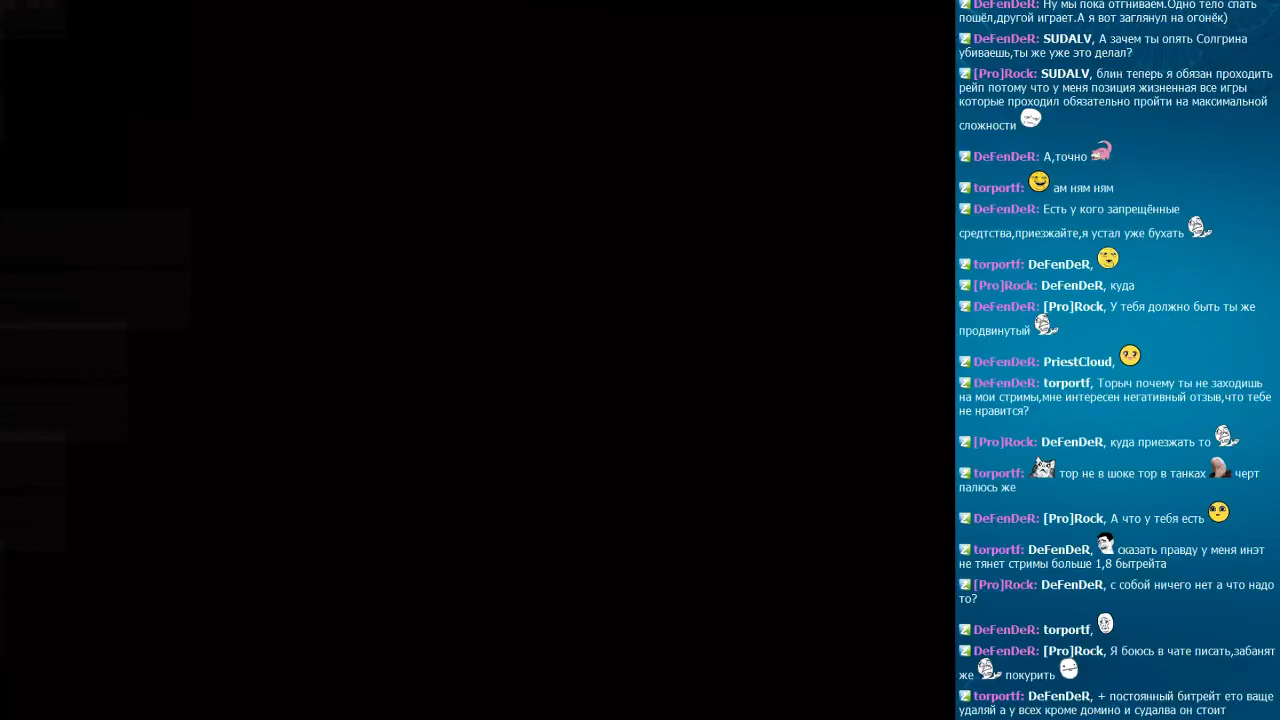 DeFenDeR: Ну мы пока отгниваем.Одно тело спать
пошёл,другой играет.А я вот заглянул на огонёк)
DeFenDeR: SUDALV, А зачем ты опять Солгрина
убиваешь,ты же уже это делал?
[Pro]Rock: SUDALV, блин теперь я обязан проходить
рейп потому что у меня позиция жизненная все игры
которые проходил обязательно пройти на максимальной
сложности
DeFenDeR: А,точно
torportf: ам ням ням
DeFenDeR: Есть у кого запрещённые
средтства,приезжайте,я устал уже бухать
torportf: DeFenDeR,
[Pro]Rock: DeFenDeR, куда
DeFenDeR: [Pro]Rock, У тебя должно быть ты же
продвинутый
DeFenDeR: PriestCloud,
DeFenDeR: torportf, Торыч почему ты не заходишь
на мои стримы,мне интересен негативный отзыв,что тебе
не нравится?
[Pro]Rock: DeFenDeR, куда приезжать то
torportf: тор не в шоке тор в танках черт
палюсь же
DeFenDeR: [Pro]Rock, А что у тебя есть
torportf: DeFenDeR, сказать правду у меня инэт
не тянет стримы больше 1,8 бытрейта
[Pro]Rock: DeFenDeR, с собой ничего нет а что надо
то?
DeFenDeR: torportf,
DeFenDeR: [Pro]Rock, Я боюсь в чате писать,забанят
же покурить
torportf: DeFenDeR, + постоянный битрейт ето ваще
удаляй а у всех кроме домино и судалва он стоит